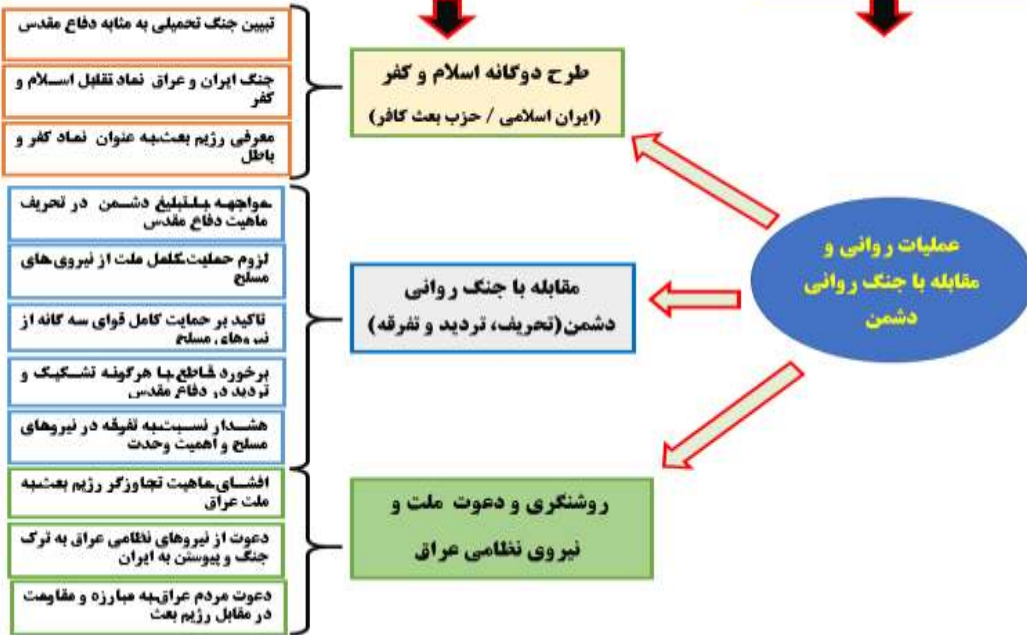 عملیات روانی و
مقابله با جنگ روانی
دشمن
طرح دوگانه اسلام و کفر
(ایران اسلامی / حزب بعث کافر)
تبیین جنگ تحمیلی به مثابه دفاع مقدس
جنگ ایران و عراق نماد تقابل اسلام و
کفر
معرفی رژیم بعث به عنوان نماد کفر و
باطل
مقابله با جنگ روانی
دشمن(تحریف، تردید و تفرقه)
مواجهه با تبلیغ دشمن در تحریف
ماهیت دفاع مقدس
لزوم حمایت کامل ملت از نیروی های
مسلح
تاکید بر حمایت کامل قوای سه گانه از
نیروهای مسلح
برخورد قاطع با هرگونه تشکیک و
تردید در دفاع مقدس
هشدار نسبت به تفرقه در نیروهای
مسلح و اهمیت وحدت
روشنگری و دعوت ملت و
نیروی نظامی عراق
افشای ماهیت تجاوزگر رژیم بعث به
ملت عراق
دعوت از نیروهای نظامی عراق به ترک
جنگ و پیوستن به ایران
دعوت مردم عراق به مبارزه و مقاومت
در مقابل رژیم بعث